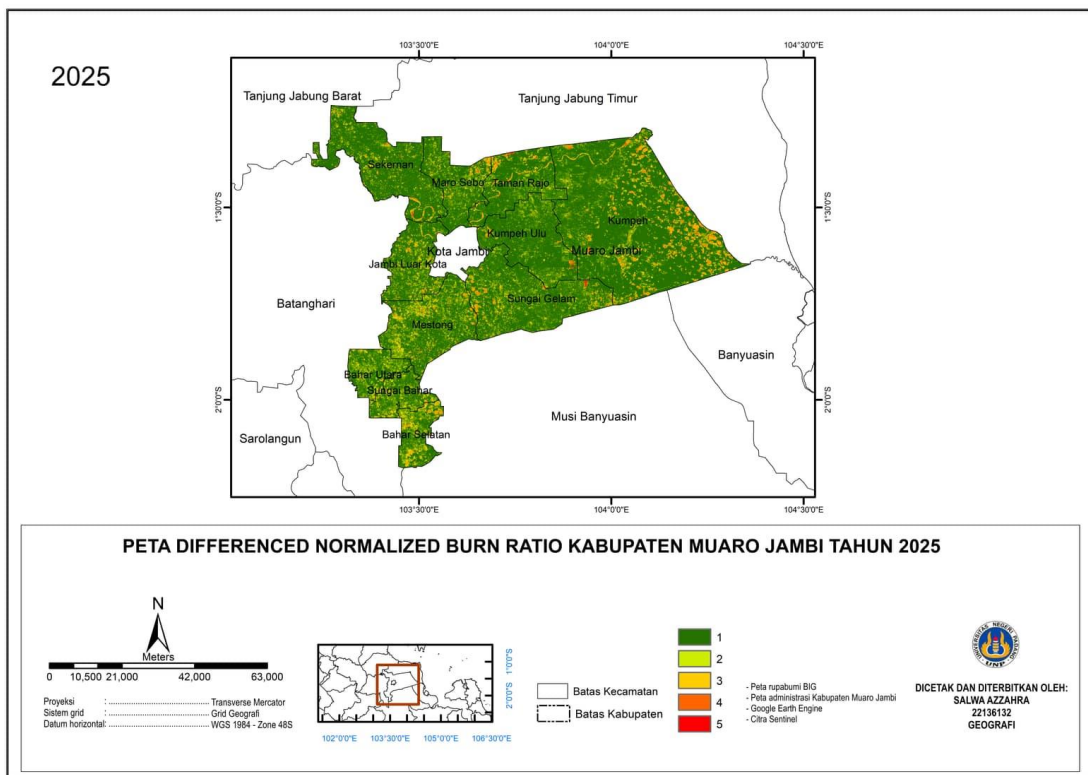 2025
103°30'0"E 104°0'0"E 104°30'0"E
Tanjung Jabung Barat
Tanjung Jabung Timur
Sekernan
Maro Sebo
Taman Rajo
1°30'0"S 1°30'0"S
Kumpeh
Kumpeh Ulu
Kota Jambi
Muaro Jambi
Jambi Luar Kota
Batanghari
Sungai Gelam
Mestong
Banyuasin
Bahar Utara
Sungai Bahar
2°0'0"S 2°0'0"S
Musi Banyuasin
Bahar Selatan
Sarolangun
103°30'0"E 104°0'0"E 104°30'0"E
PETA DIFFERENCED NORMALIZED BURN RATIO KABUPATEN MUARO JAMBI TAHUN 2025
N
Meters
0 10,500 21,000 42,000 63,000
Proyeksi : Transverse Mercator
Sistem grid : Grid Geografi
Datum horizontal: WGS 1984 - Zone 48S
1°0'0"S
2°0'0"S
102°0'0"E 103°30'0"E 105°0'0"E 106°30'0"E
Batas Kecamatan
Batas Kabupaten
1
2
3
4
5
- Peta rupabumi BIG
- Peta administrasi Kabupaten Muaro Jambi
- Google Earth Engine
- Citra Sentinel
UNIVERSITAS NEGERI PADANG
UNP
DICETAK DAN DITERBITKAN OLEH:
SALWA AZZAHRA
22136132
GEOGRAFI